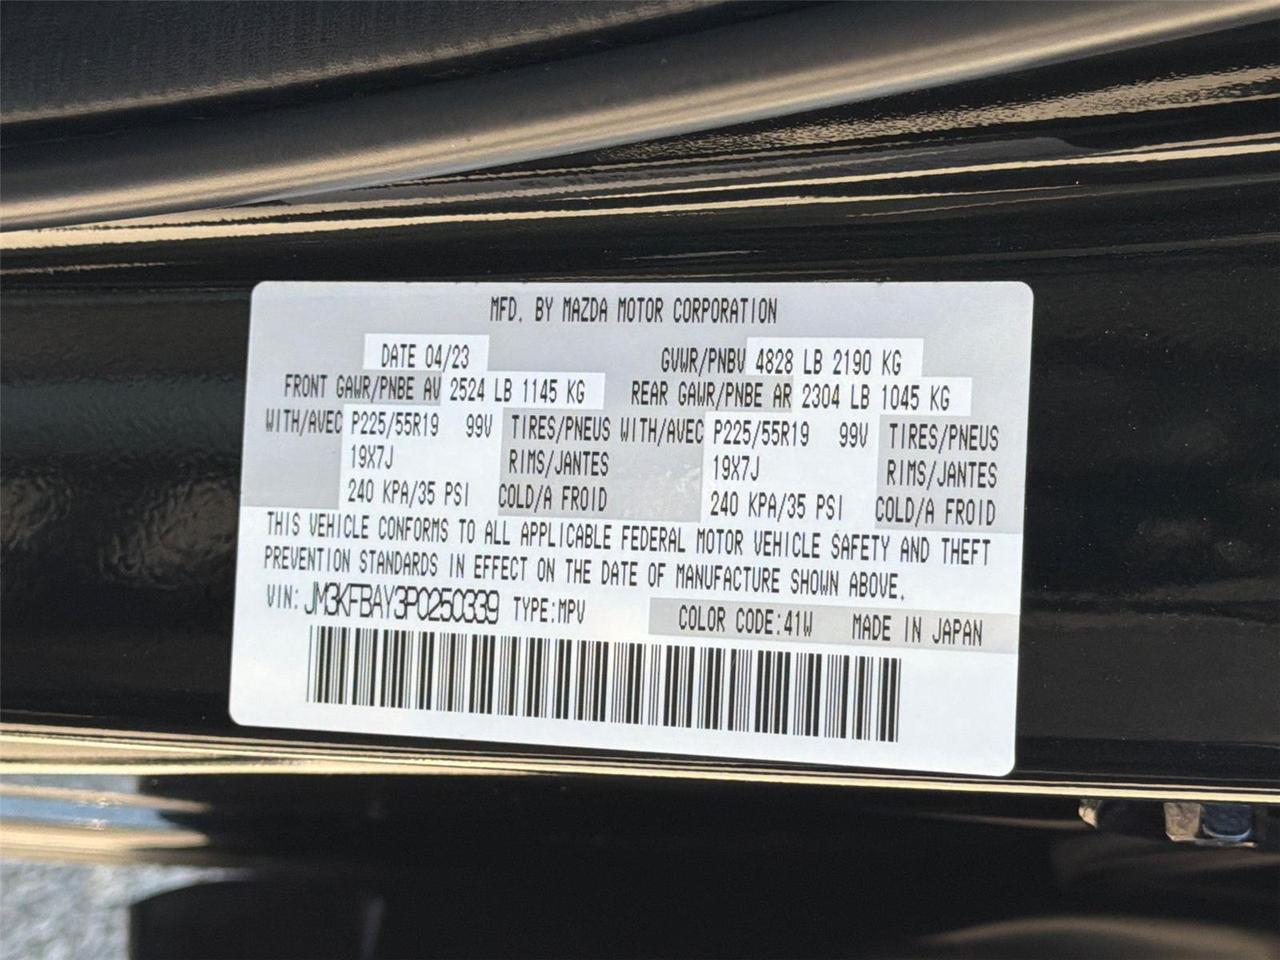 MFD. BY MAZDA MOTOR CORPORATION
DATE 04/23 GVWR/PNBV 4828 LB 2190 KG
FRONT GAWR/PNBE AV 2524 LB 1145 KG REAR GAWR/PNBE AR 2304 LB 1045 KG
WITH/AVEC P225/55R19 99V TIRES/PNEUS WITH/AVEC P225/55R19 99V TIRES/PNEUS
19X7J RIMS/JANTES 19X7J RIMS/JANTES
240 KPA/35 PSI COLD/A FROID 240 KPA/35 PSI COLD/A FROID
THIS VEHICLE CONFORMS TO ALL APPLICABLE FEDERAL MOTOR VEHICLE SAFETY AND THEFT
PREVENTION STANDARDS IN EFFECT ON THE DATE OF MANUFACTURE SHOWN ABOVE.
VIN: JM3KFBAY3P0250339 TYPE:MPV COLOR CODE:41W MADE IN JAPAN